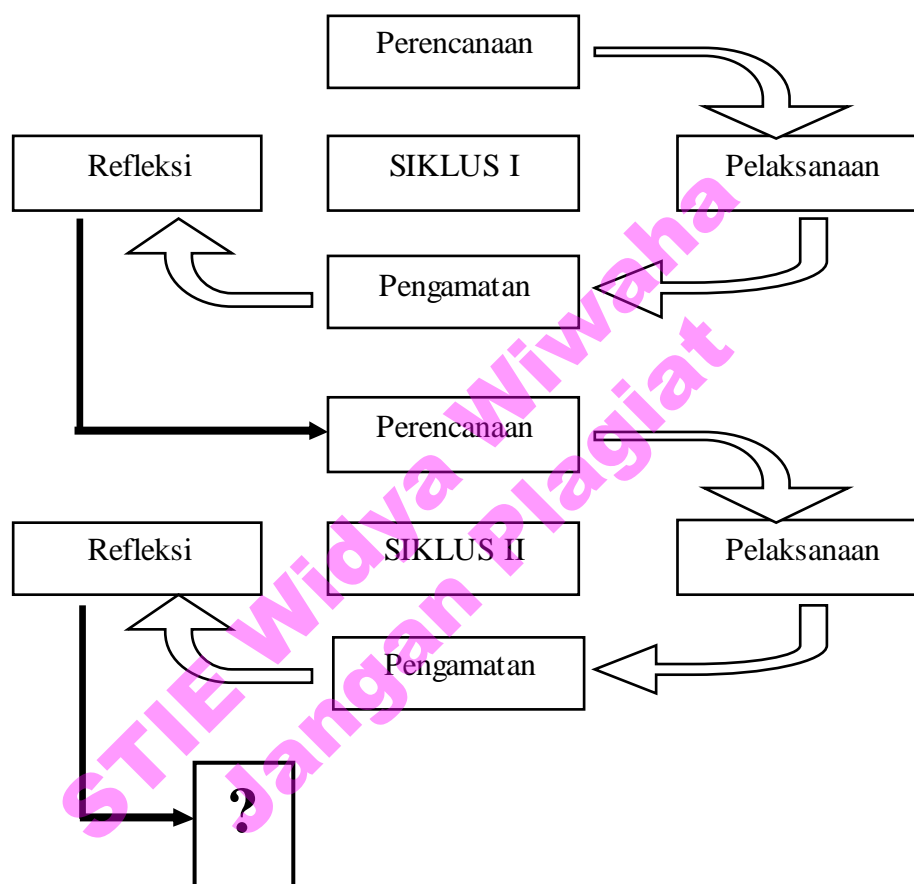 Perencanaan
Refleksi
SIKLUS I
Pelaksanaan
Pengamatan
Perencanaan
Refleksi
SIKLUS II
Pelaksanaan
Pengamatan
?
STIE Widya Wiwaha
Jangan Plagiat